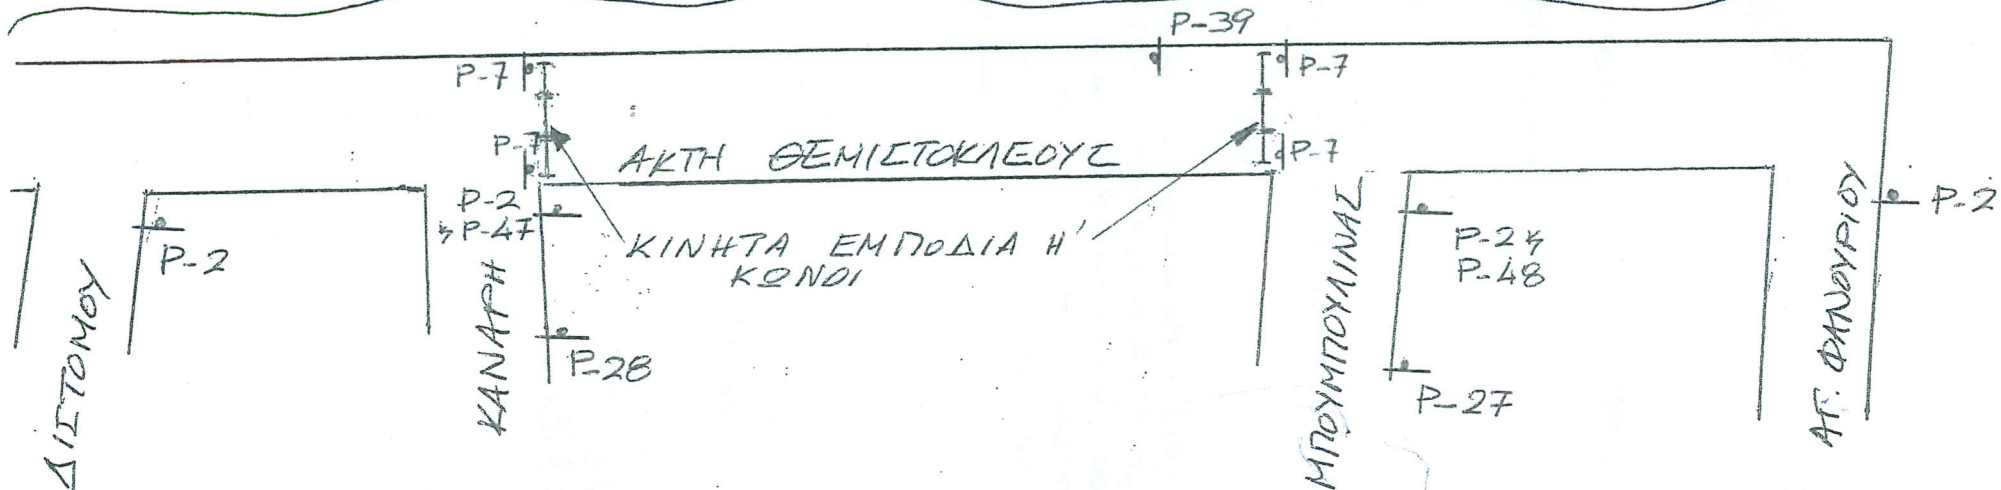 P-39
P-7
P-7
P-7
P-7
ΑΚΤΗ ΘΕΜΙΣΤΟΚΛΕΟΥΣ
P-2
ϗ P-47
P-2
ΚΙΝΗΤΑ ΕΜΠΟΔΙΑ Η΄
ΚΩΝΟΙ
P-2 ϗ
P-48
P-2
P-28
P-27
ΔΙΣΤΟΜΟΥ
ΚΑΝΑΡΗ
ΜΠΟΥΜΠΟΥΛΙΝΑΣ
ΑΓ. ΦΑΝΟΥΡΙΟΥ